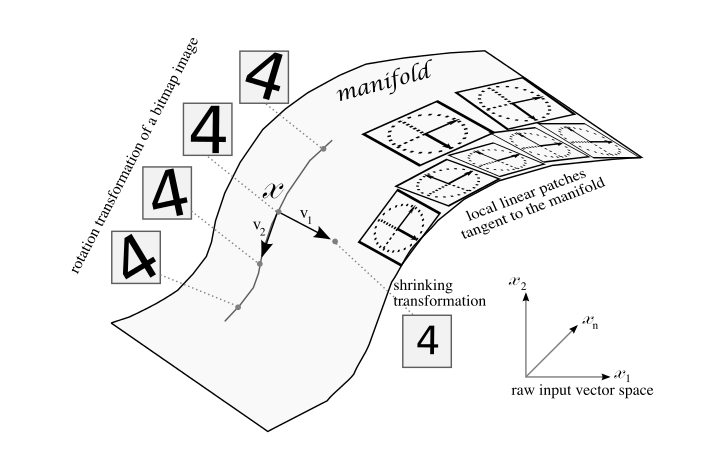 rotation transformation of a bitmap image
4
4
4
4
manifold
x
v1
v2
local linear patches
tangent to the manifold
shrinking
transformation
4
x2
xn
x1
raw input vector space